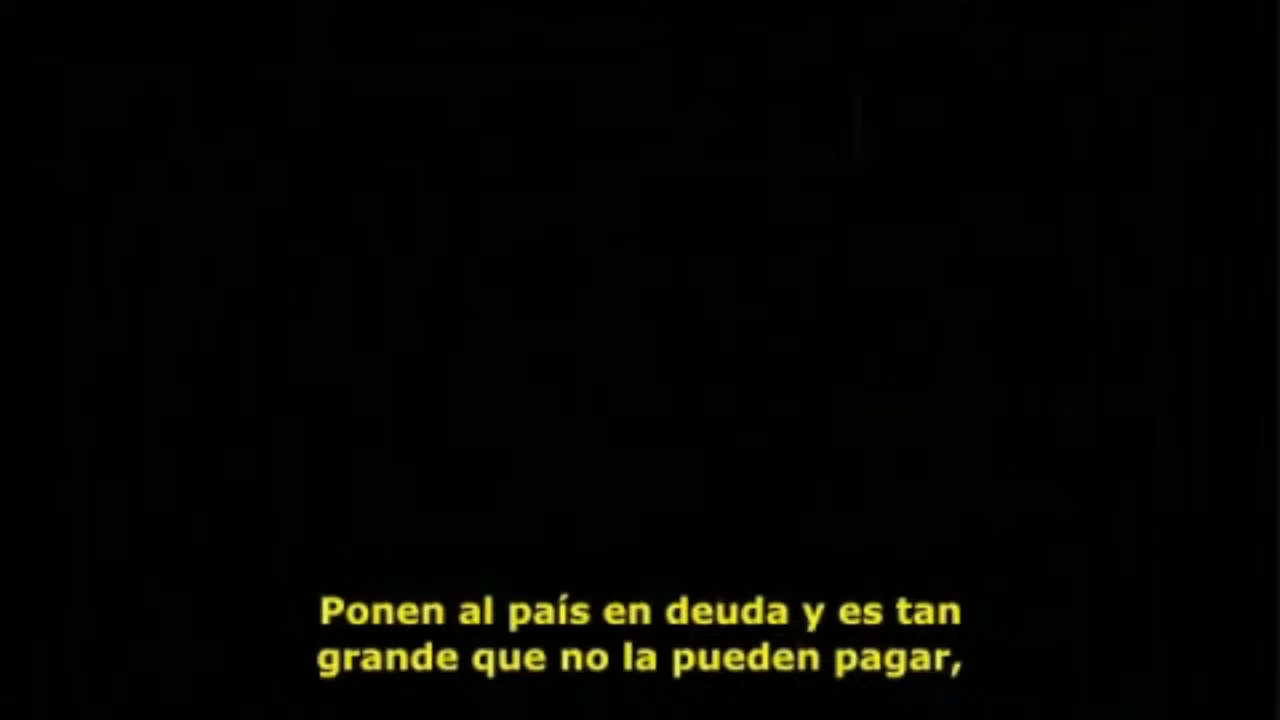 Ponen al país en deuda y es tan
grande que no la pueden pagar,